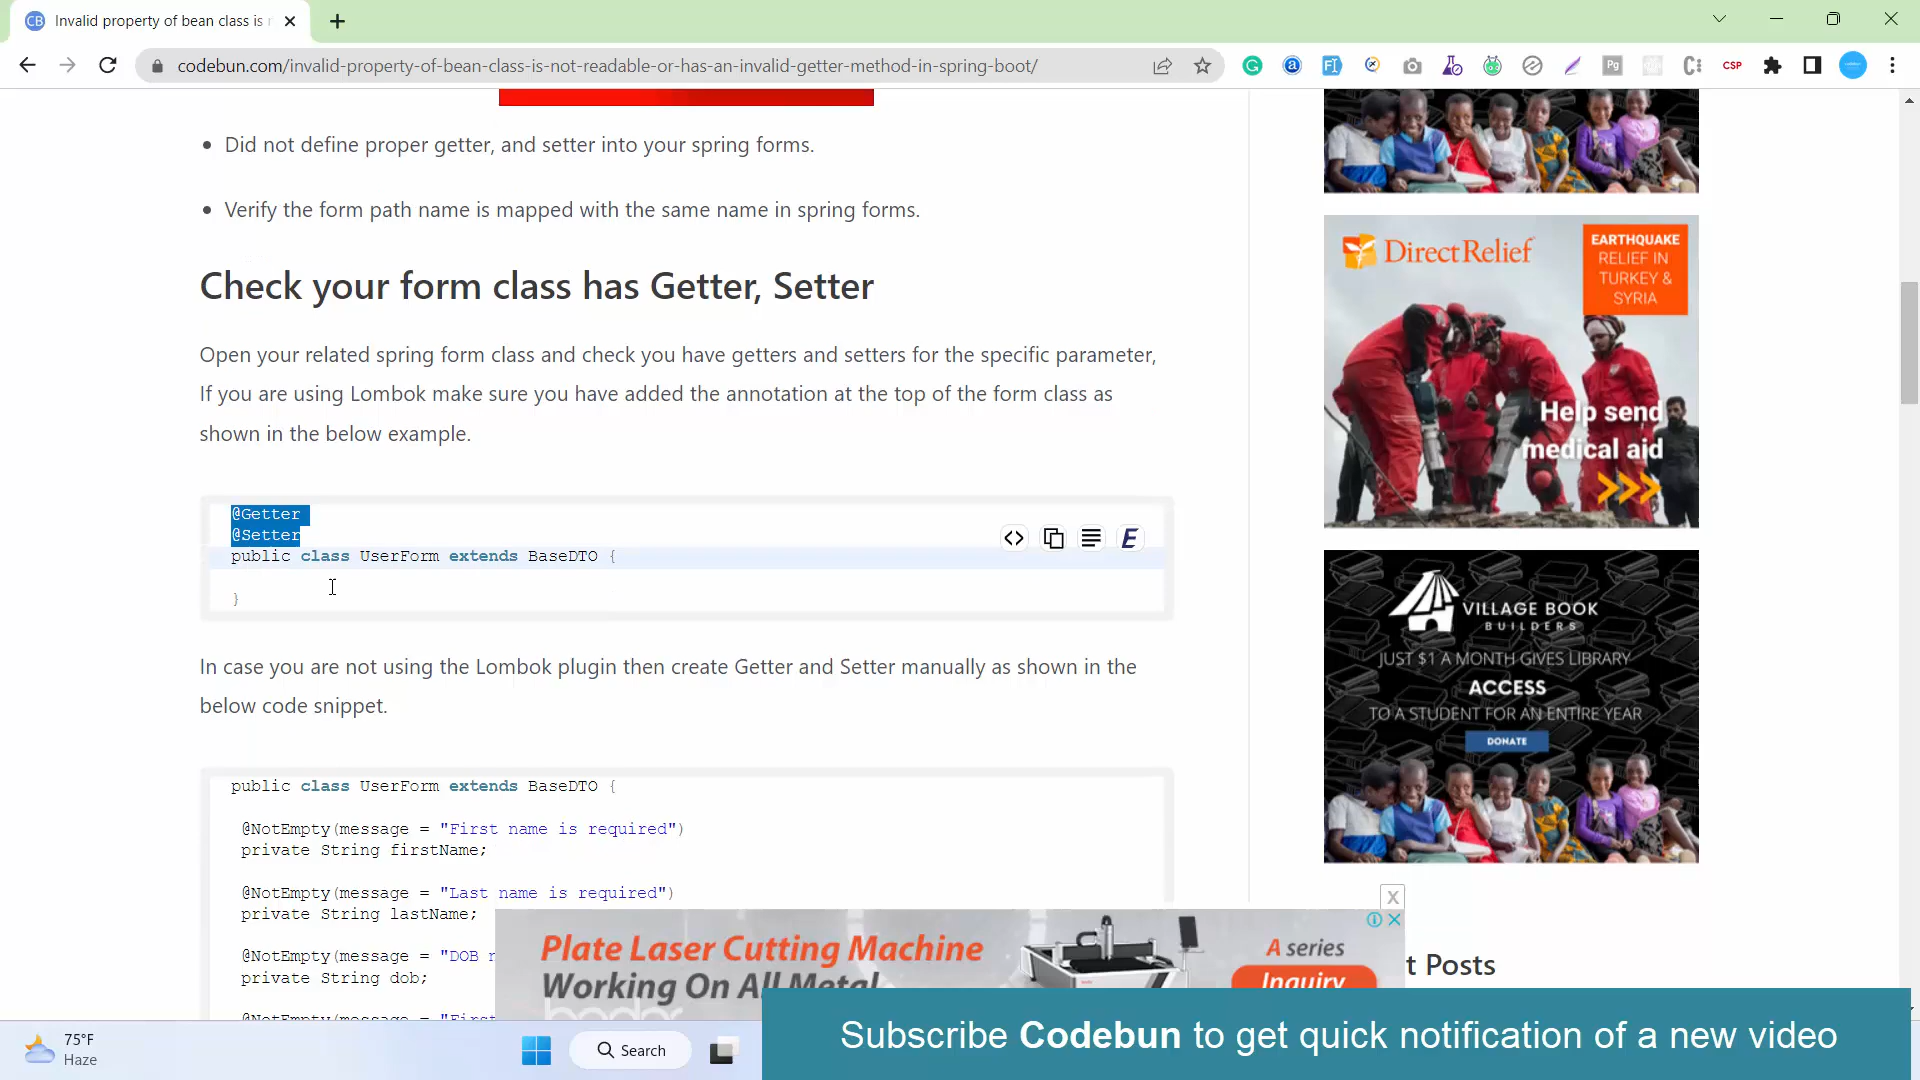 CB Invalid property of bean class is
codebun.com/invalid-property-of-bean-class-is-not-readable-or-has-an-invalid-getter-method-in-spring-boot/
CSP
Did not define proper getter, and setter into your spring forms.
Verify the form path name is mapped with the same name in spring forms.
Check your form class has Getter, Setter
Open your related spring form class and check you have getters and setters for the specific parameter,
If you are using Lombok make sure you have added the annotation at the top of the form class as
shown in the below example.
@Getter
@Setter
public class UserForm extends BaseDTO {
}
In case you are not using the Lombok plugin then create Getter and Setter manually as shown in the
below code snippet.
public class UserForm extends BaseDTO {
@NotEmpty(message = "First name is required")
private String firstName;
@NotEmpty(message = "Last name is required")
private String lastName;
@NotEmpty(message = "DOB
private String dob;
@NotEmpty(message = "First
DirectRelief
EARTHQUAKE
RELIEF IN
TURKEY &
SYRIA
Help send
medical aid
>>>
VILLAGE BOOK
BUILDERS
JUST $1 A MONTH GIVES LIBRARY
ACCESS
TO A STUDENT FOR AN ENTIRE YEAR
DONATE
X
Plate Laser Cutting Machine
Working On All Metal
A series
Inquiry
t Posts
75°F
Haze
Search
Subscribe Codebun to get quick notification of a new video